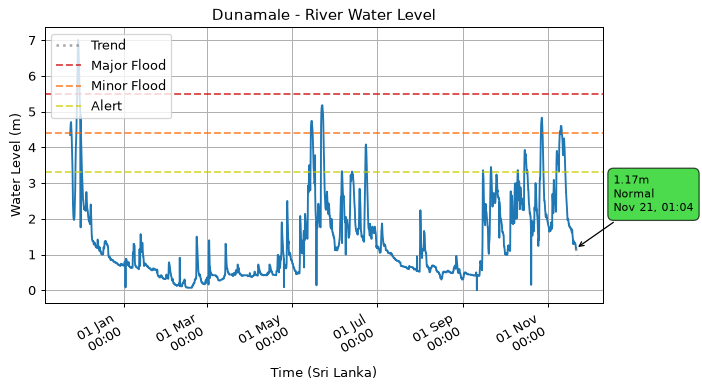 Dunamale - River Water Level
Trend
Major Flood
Minor Flood
Alert
7
6
5
4
3
2
1
0
Water Level (m)
1.17m
Normal
Nov 21, 01:04
01 Jan
00:00
01 Mar
00:00
01 May
00:00
01 Jul
00:00
01 Sep
00:00
01 Nov
00:00
Time (Sri Lanka)